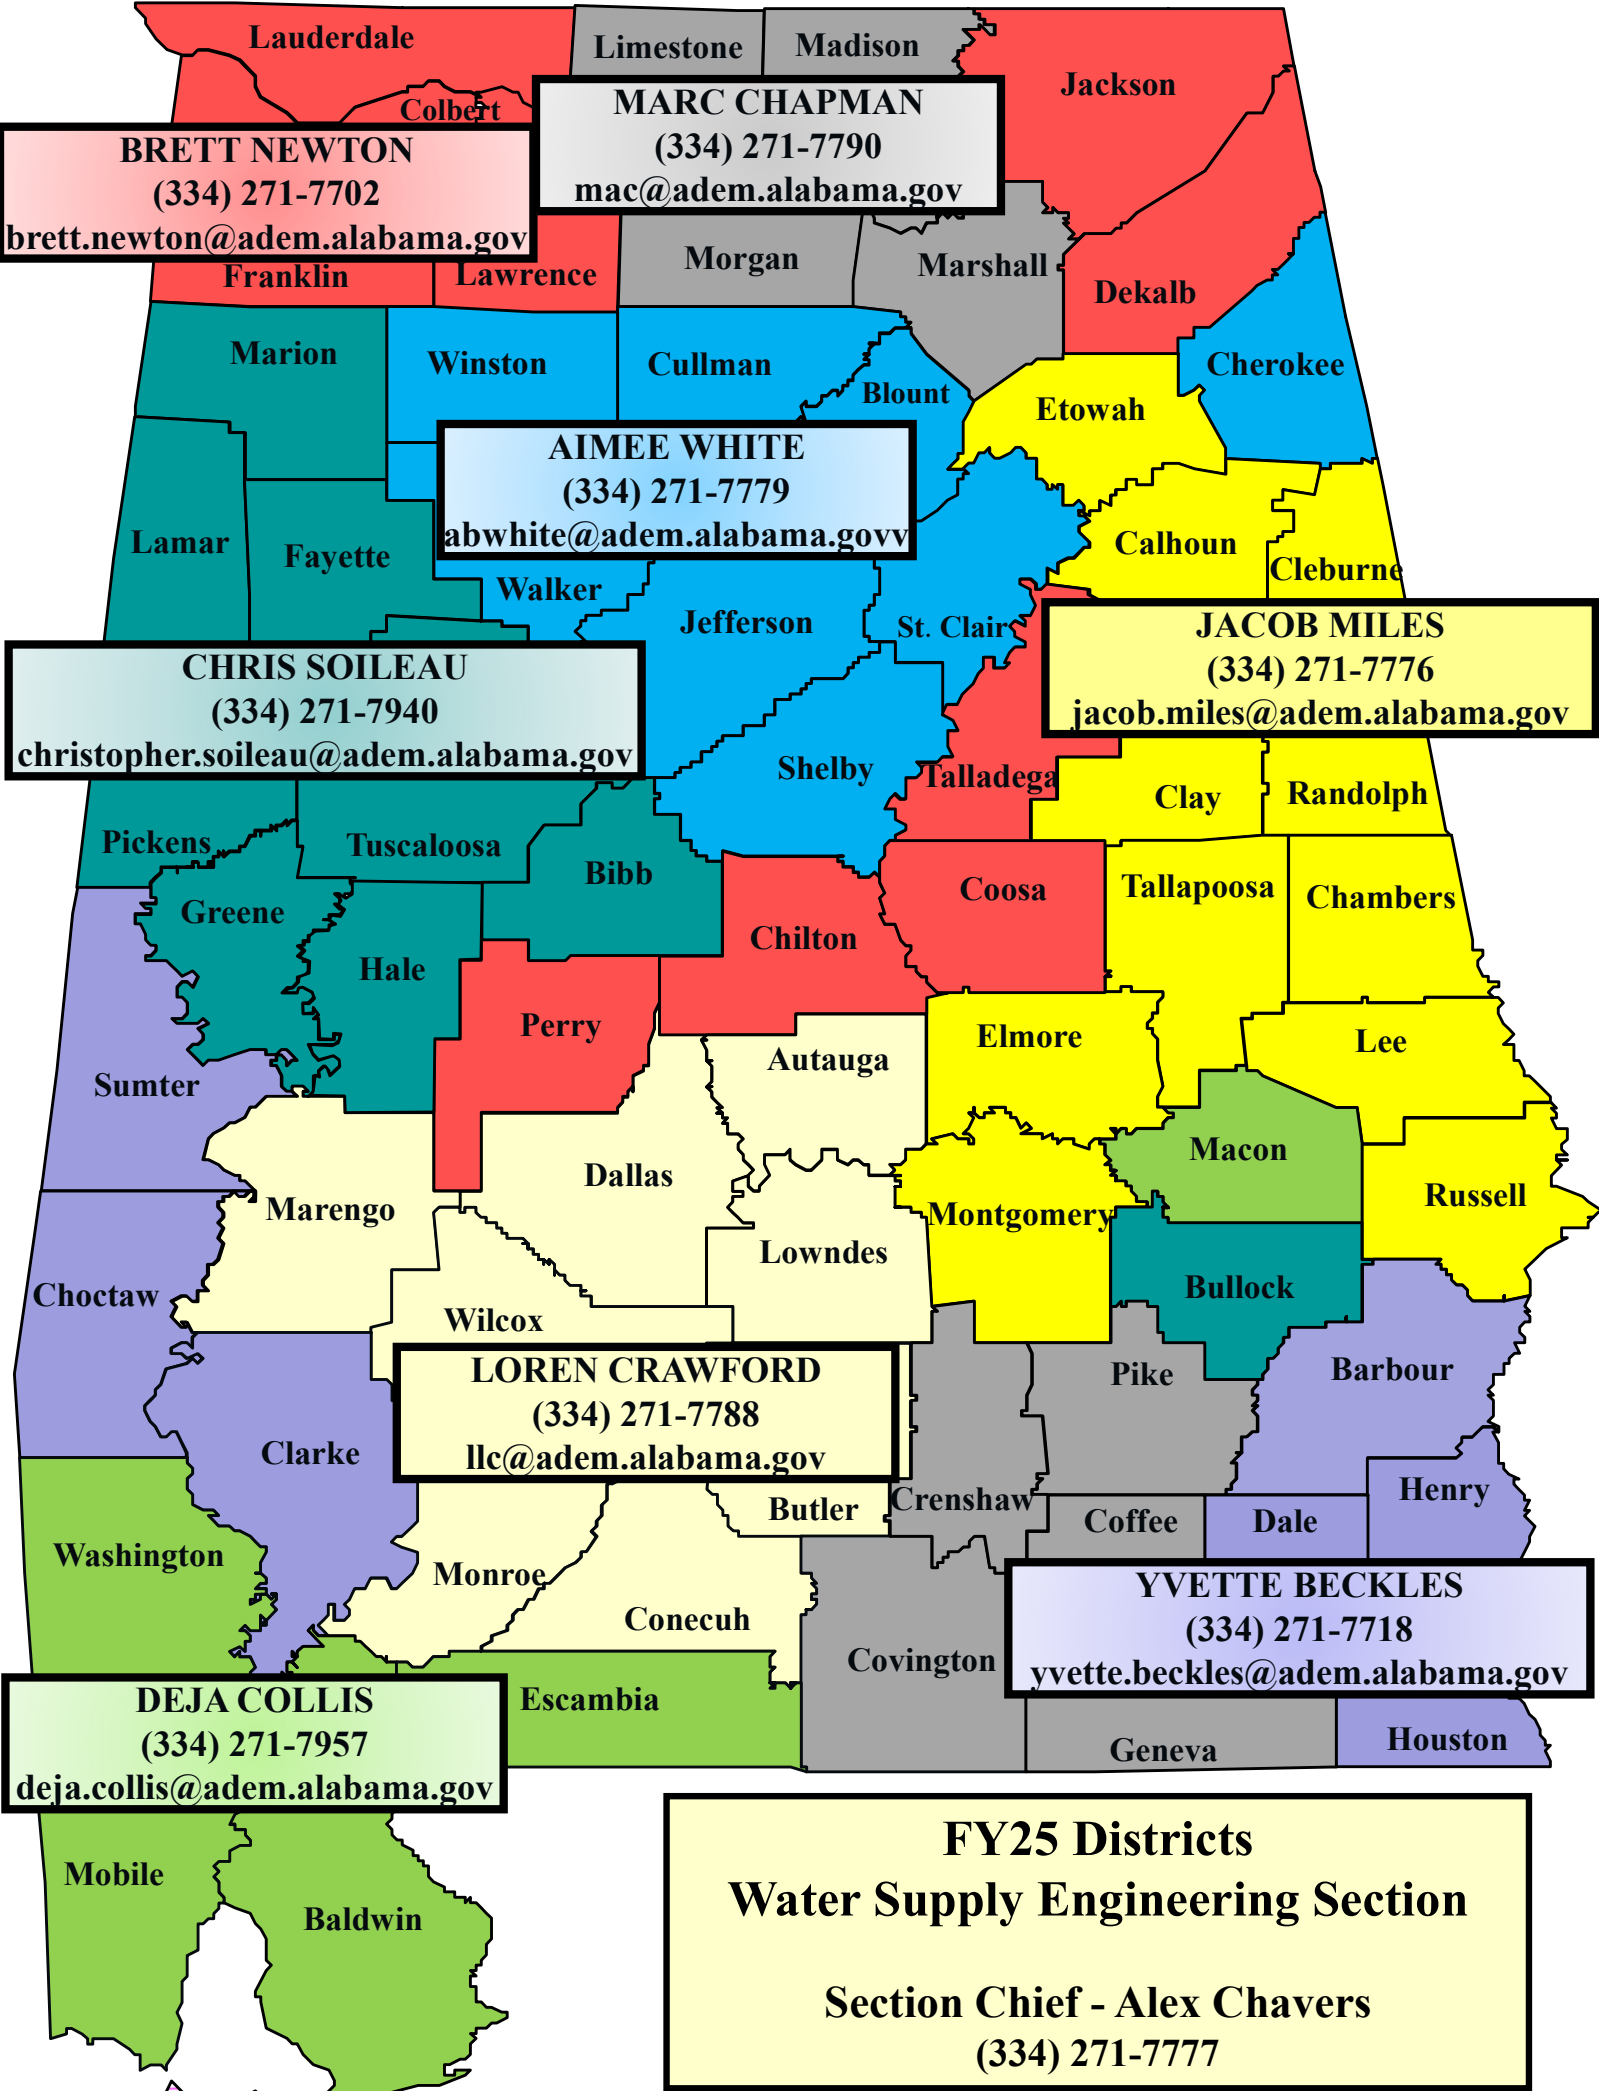 Lauderdale
Limestone
Madison
Jackson
Colbert
MARC CHAPMAN
(334) 271-7790
mac@adem.alabama.gov
BRETT NEWTON
(334) 271-7702
brett.newton@adem.alabama.gov
Franklin
Lawrence
Morgan
Marshall
Dekalb
Marion
Winston
Cullman
Blount
Cherokee
Etowah
AIMEE WHITE
(334) 271-7779
abwhite@adem.alabama.govv
Lamar
Fayette
Walker
Jefferson
St. Clair
Calhoun
Cleburne
JACOB MILES
(334) 271-7776
jacob.miles@adem.alabama.gov
CHRIS SOILEAU
(334) 271-7940
christopher.soileau@adem.alabama.gov
Shelby
Talladega
Clay
Randolph
Pickens
Tuscaloosa
Bibb
Greene
Hale
Chilton
Coosa
Tallapoosa
Chambers
Perry
Autauga
Elmore
Lee
Sumter
Dallas
Macon
Marengo
Lowndes
Montgomery
Russell
Choctaw
Wilcox
Bullock
LOREN CRAWFORD
(334) 271-7788
llc@adem.alabama.gov
Pike
Barbour
Clarke
Butler
Crenshaw
Coffee
Dale
Henry
Washington
Monroe
Conecuh
Covington
YVETTE BECKLES
(334) 271-7718
yvette.beckles@adem.alabama.gov
DEJA COLLIS
(334) 271-7957
deja.collis@adem.alabama.gov
Escambia
Geneva
Houston
Mobile
Baldwin
FY25 Districts
Water Supply Engineering Section
Section Chief - Alex Chavers
(334) 271-7777